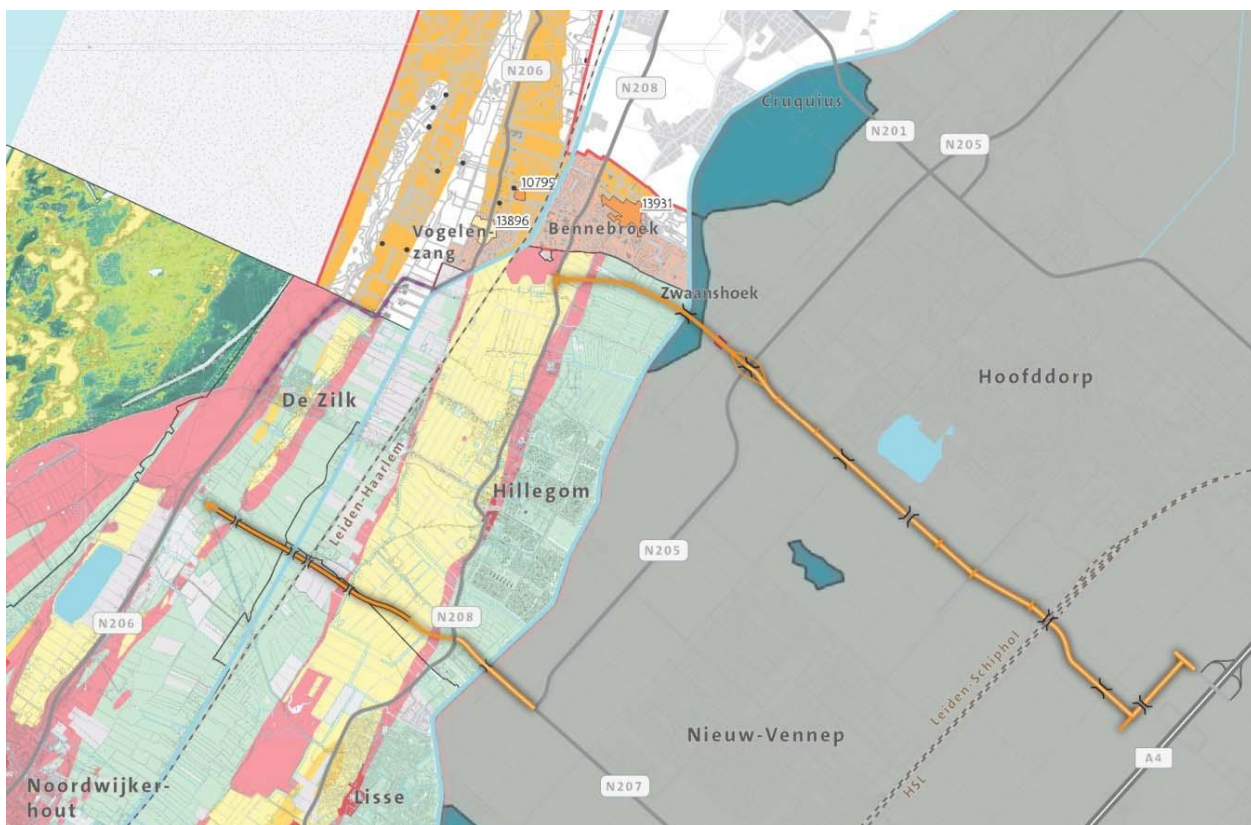 N206
N208
Cruquius
N201
N205
10799
13931
13896
Vogelen-
zang
Bennebroek
Zwaanshoek
Hoofddorp
De Zilk
Leiden-Haarlem
Hillegom
N205
N206
N208
Leiden-Schiphol
Nieuw-Vennep
HSL
A4
N207
Noordwijker-
hout
Lisse